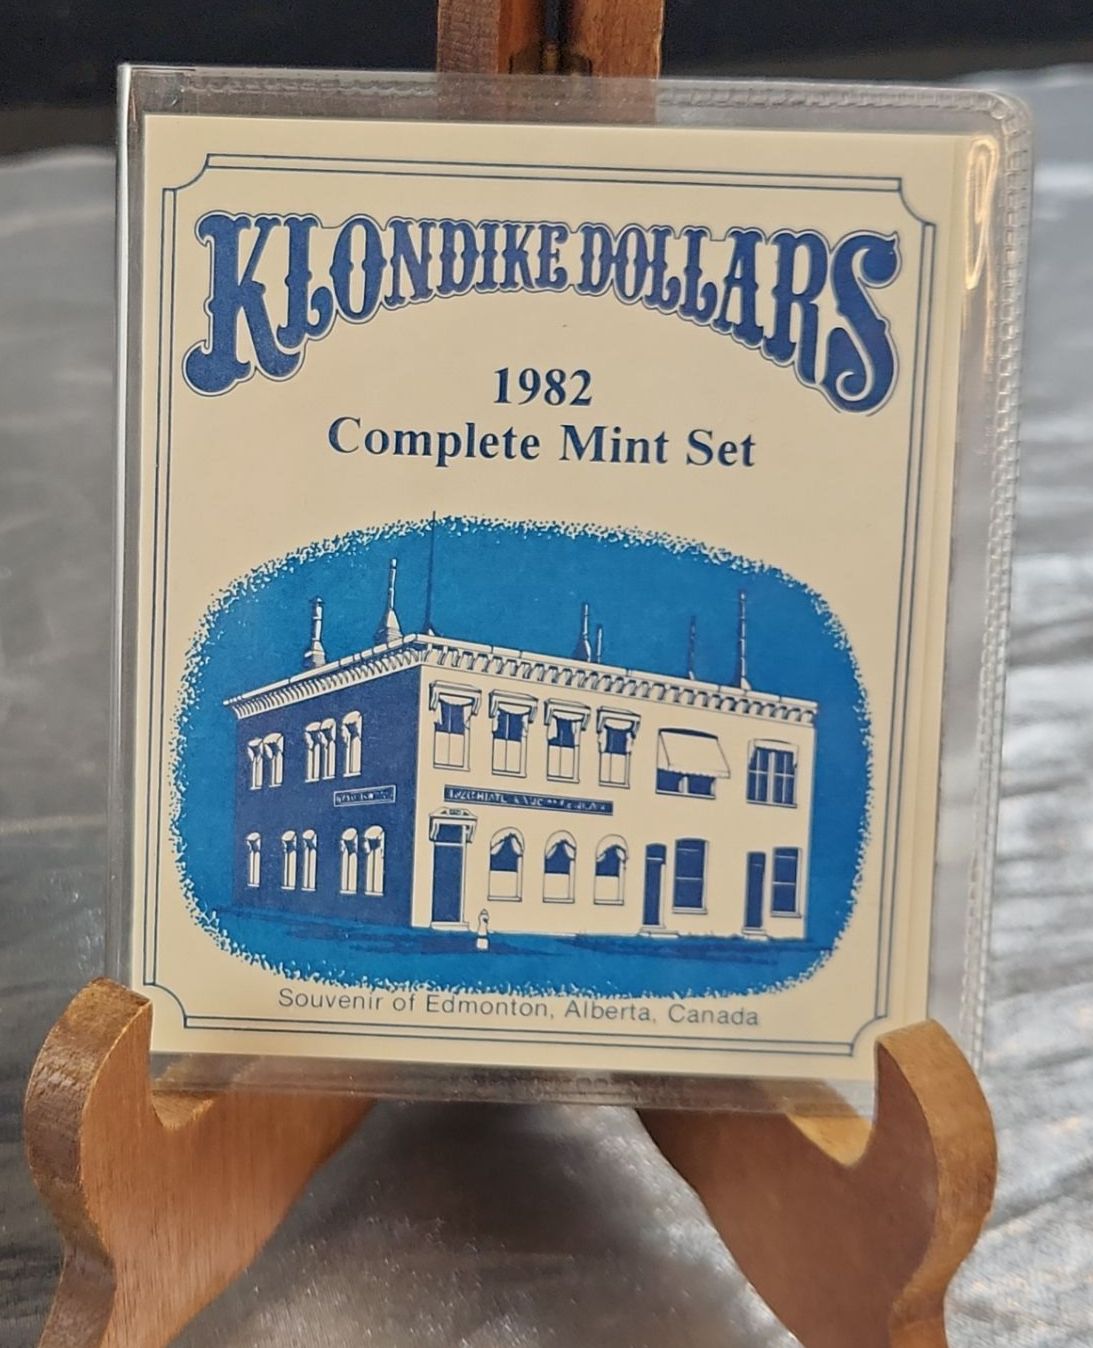 KLONDIKE DOLLARS
1982
Complete Mint Set
Souvenir of Edmonton, Alberta, Canada